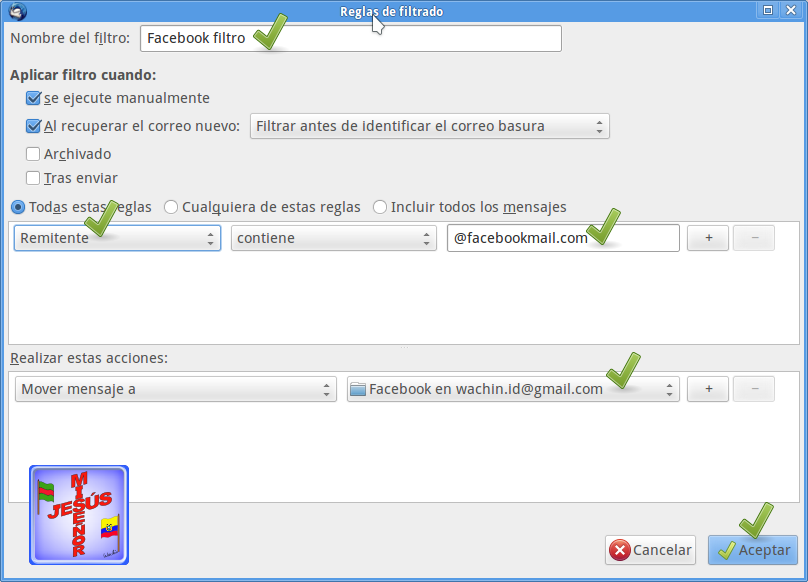 Reglas de filtrado
Nombre del filtro: Facebook filtro
Aplicar filtro cuando:
se ejecute manualmente
Al recuperar el correo nuevo: Filtrar antes de identificar el correo basura
Archivado
Tras enviar
Todas estas reglas Cualquiera de estas reglas Incluir todos los mensajes
Remitente contiene @facebookmail.com + −
Realizar estas acciones:
Mover mensaje a Facebook en wachin.id@gmail.com + −
MI SEÑOR
JESÚS
Cancelar Aceptar